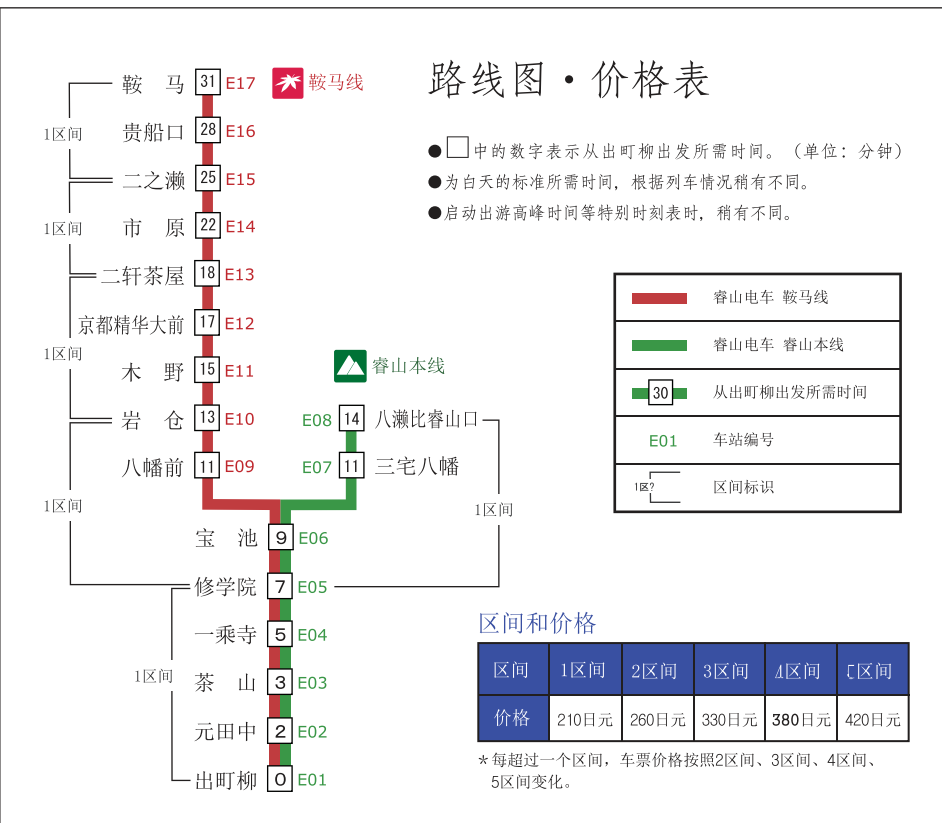 路线图・价格表
●□中的数字表示从出町柳出发所需时间。（单位：分钟）
●为白天的标准所需时间，根据列车情况稍有不同。
●启动出游高峰时间等特别时刻表时，稍有不同。
鞍马线
鞍马 31 E17
1区间
贵船口 28 E16
二之濑 25 E15
1区间
市原 22 E14
二轩茶屋 18 E13
京都精华大前 17 E12
1区间
木野 15 E11
岩仓 13 E10
八幡前 11 E09
1区间
睿山本线
E08 14 八濑比睿山口
E07 11 三宅八幡
1区间
宝池 9 E06
修学院 7 E05
一乘寺 5 E04
1区间
茶山 3 E03
元田中 2 E02
出町柳 0 E01
睿山电车 鞍马线
睿山电车 睿山本线
30 从出町柳出发所需时间
E01 车站编号
1区? 区间标识
区间和价格
区间 1区间 2区间 3区间 4区间 区间
价格 210日元 260日元 330日元 380日元 420日元
＊每超过一个区间，车票价格按照2区间、3区间、4区间、
5区间变化。